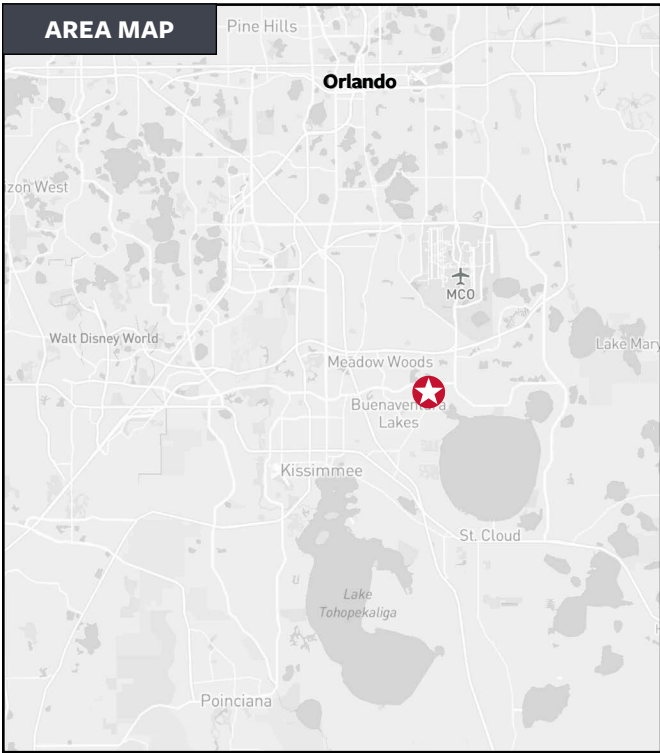 AREA MAP
Pine Hills
Orlando
zon West
MCO
Walt Disney World
Lake Mary
Meadow Woods
Buenaventura
Lakes
Kissimmee
St. Cloud
Lake
Tohopekaliga
Poinciana